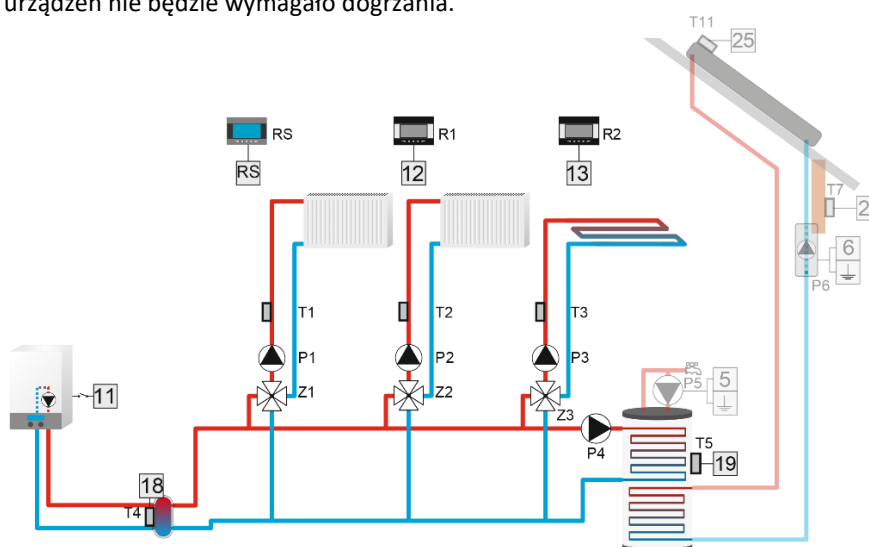 urządzeń nie będzie wymagało dogrzania.
T11
25
RS
R1
R2
RS
12
13
T7
2
6
P6
T1
T2
T3
P1
P2
P3
Z1
Z2
Z3
11
P5
5
P4
T5
19
18
T4